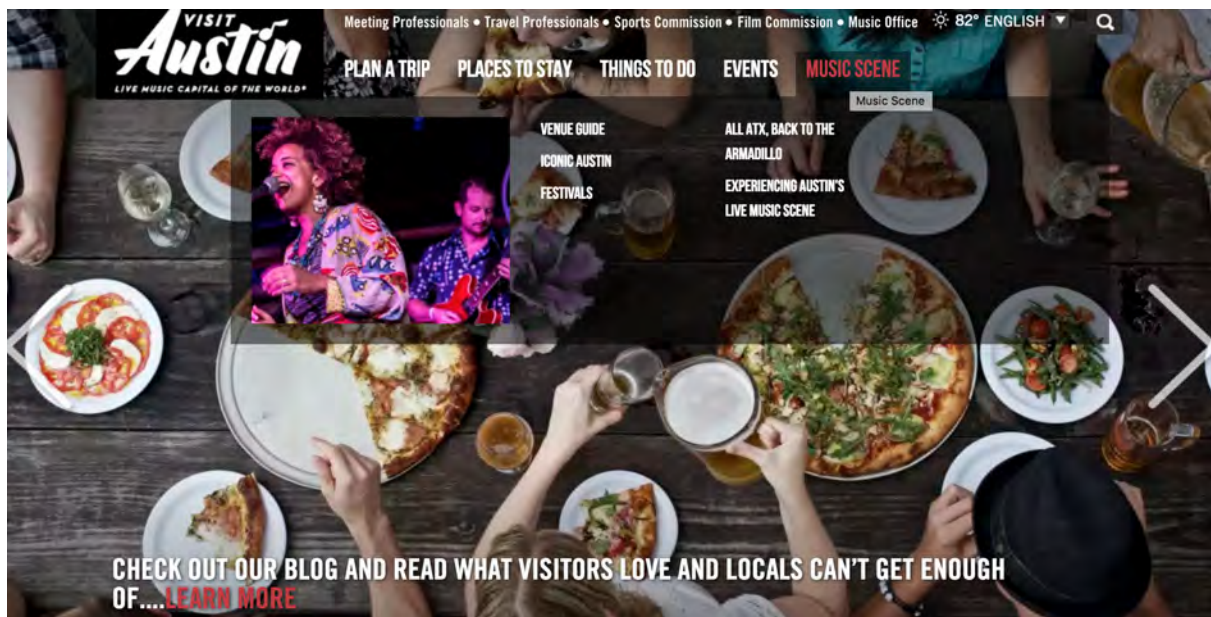 VISIT
Austin
LIVE MUSIC CAPITAL OF THE WORLD®
Meeting Professionals • Travel Professionals • Sports Commission • Film Commission • Music Office 82° ENGLISH ▼
PLAN A TRIP PLACES TO STAY THINGS TO DO EVENTS MUSIC SCENE
Music Scene
VENUE GUIDE
ICONIC AUSTIN
FESTIVALS
ALL ATX, BACK TO THE
ARMADILLO
EXPERIENCING AUSTIN'S
LIVE MUSIC SCENE
CHECK OUT OUR BLOG AND READ WHAT VISITORS LOVE AND LOCALS CAN'T GET ENOUGH
OF....LEARN MORE